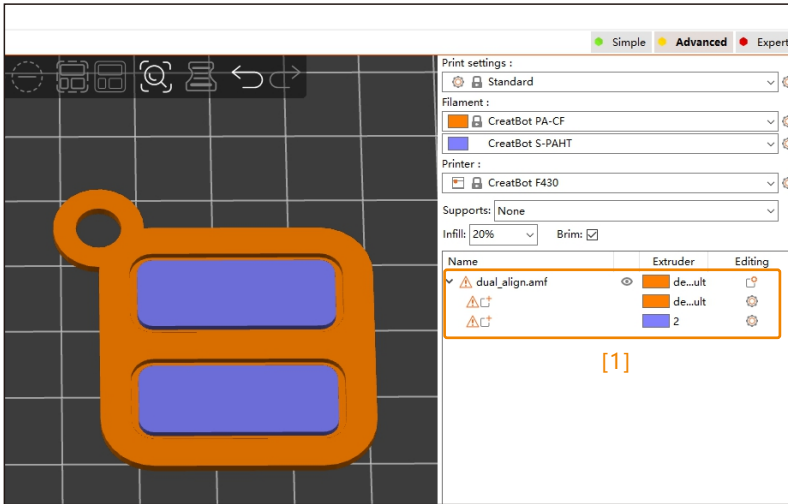 Simple Advanced Expert
Print settings :
Standard
Filament :
CreatBot PA-CF
CreatBot S-PAHT
Printer :
CreatBot F430
Supports: None
Infill: 20% Brim:
Name Extruder Editing
dual_align.amf de...ult
de...ult
2
[1]